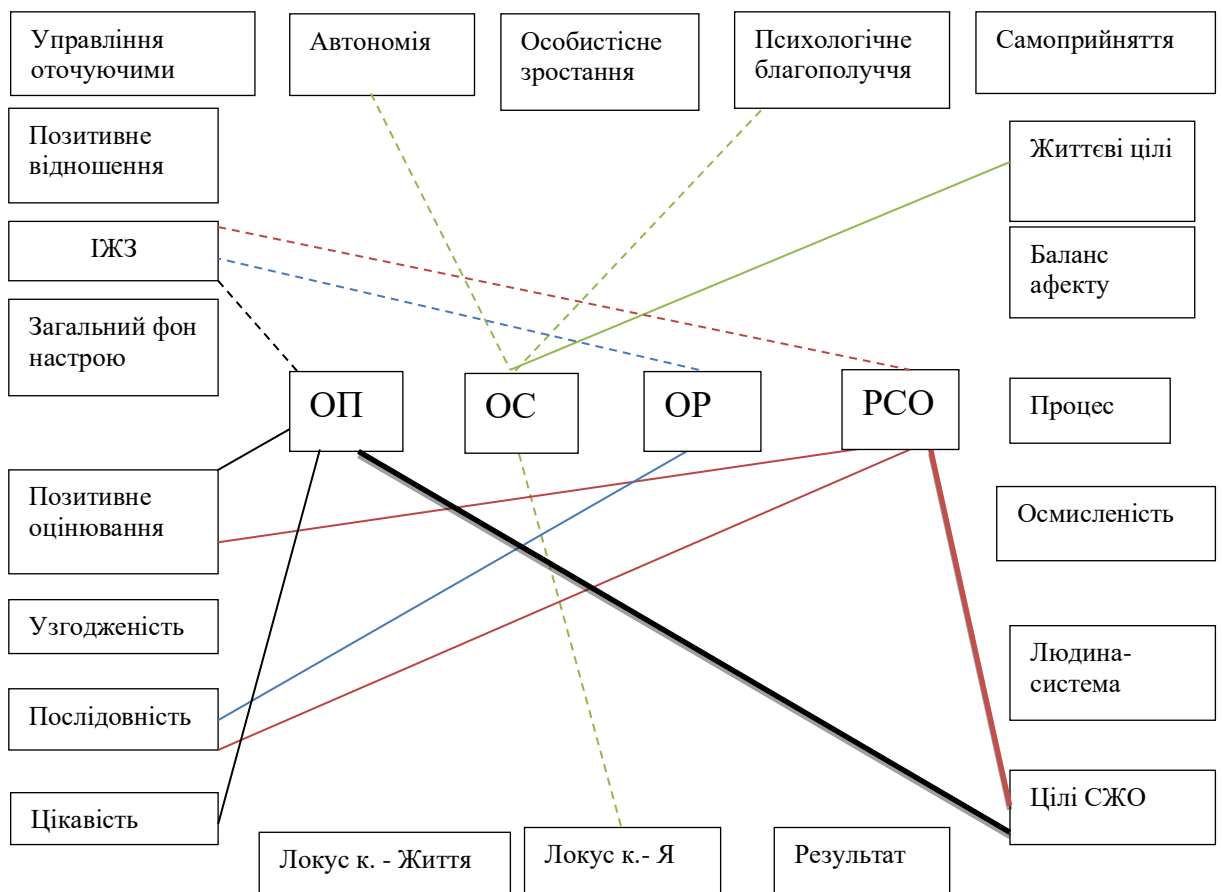 Управління
оточуючими
Автономія
Особистісне
зростання
Психологічне
благополуччя
Самоприйняття
Позитивне
відношення
Життєві цілі
ІЖЗ
Баланс
афекту
Загальний фон
настрою
ОП
ОС
ОР
РСО
Процес
Позитивне
оцінювання
Осмисленість
Узгодженість
Людина-
система
Послідовність
Цілі СЖО
Цікавість
Локус к. - Життя
Локус к.- Я
Результат